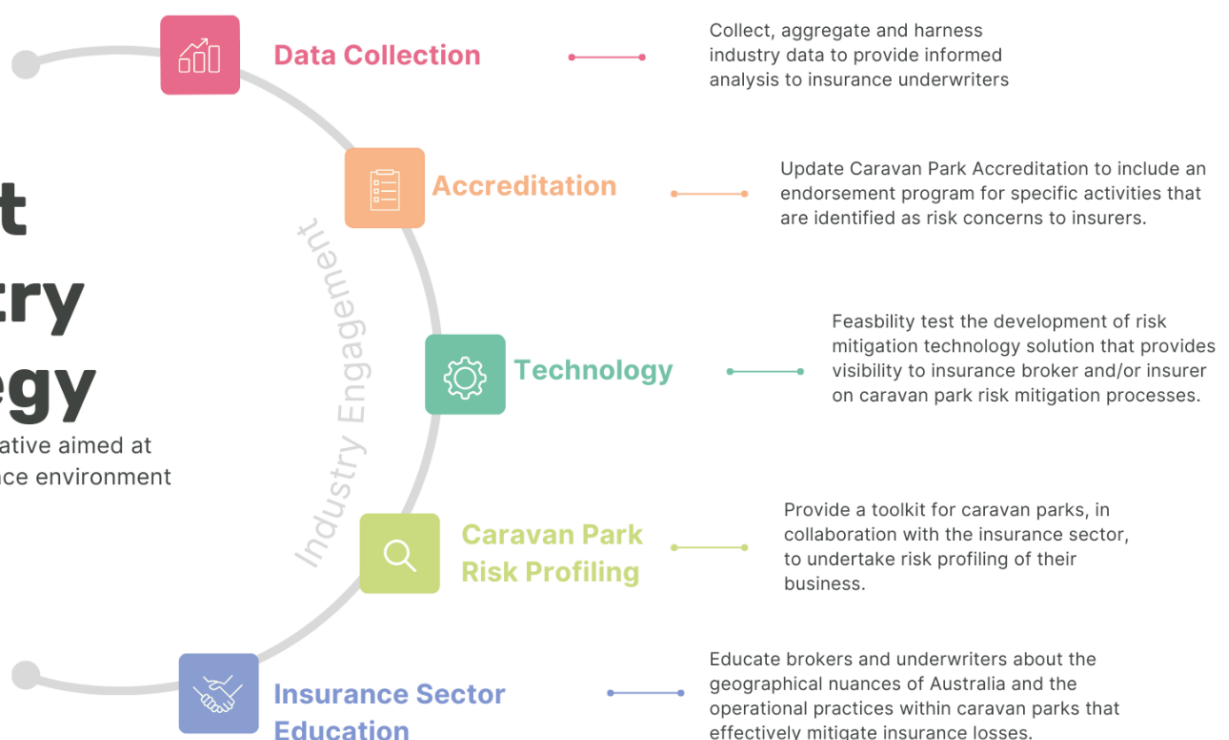 Data Collection
Collect, aggregate and harness
industry data to provide informed
analysis to insurance underwriters
Accreditation
Update Caravan Park Accreditation to include an
endorsement program for specific activities that
are identified as risk concerns to insurers.
Industry Engagement
Technology
Feasbility test the development of risk
mitigation technology solution that provides
visibility to insurance broker and/or insurer
on caravan park risk mitigation processes.
aimed at
environment
Caravan Park
Risk Profiling
Provide a toolkit for caravan parks, in
collaboration with the insurance sector,
to undertake risk profiling of their
business.
Insurance Sector
Education
Educate brokers and underwriters about the
geographical nuances of Australia and the
operational practices within caravan parks that
effectively mitigate insurance losses.